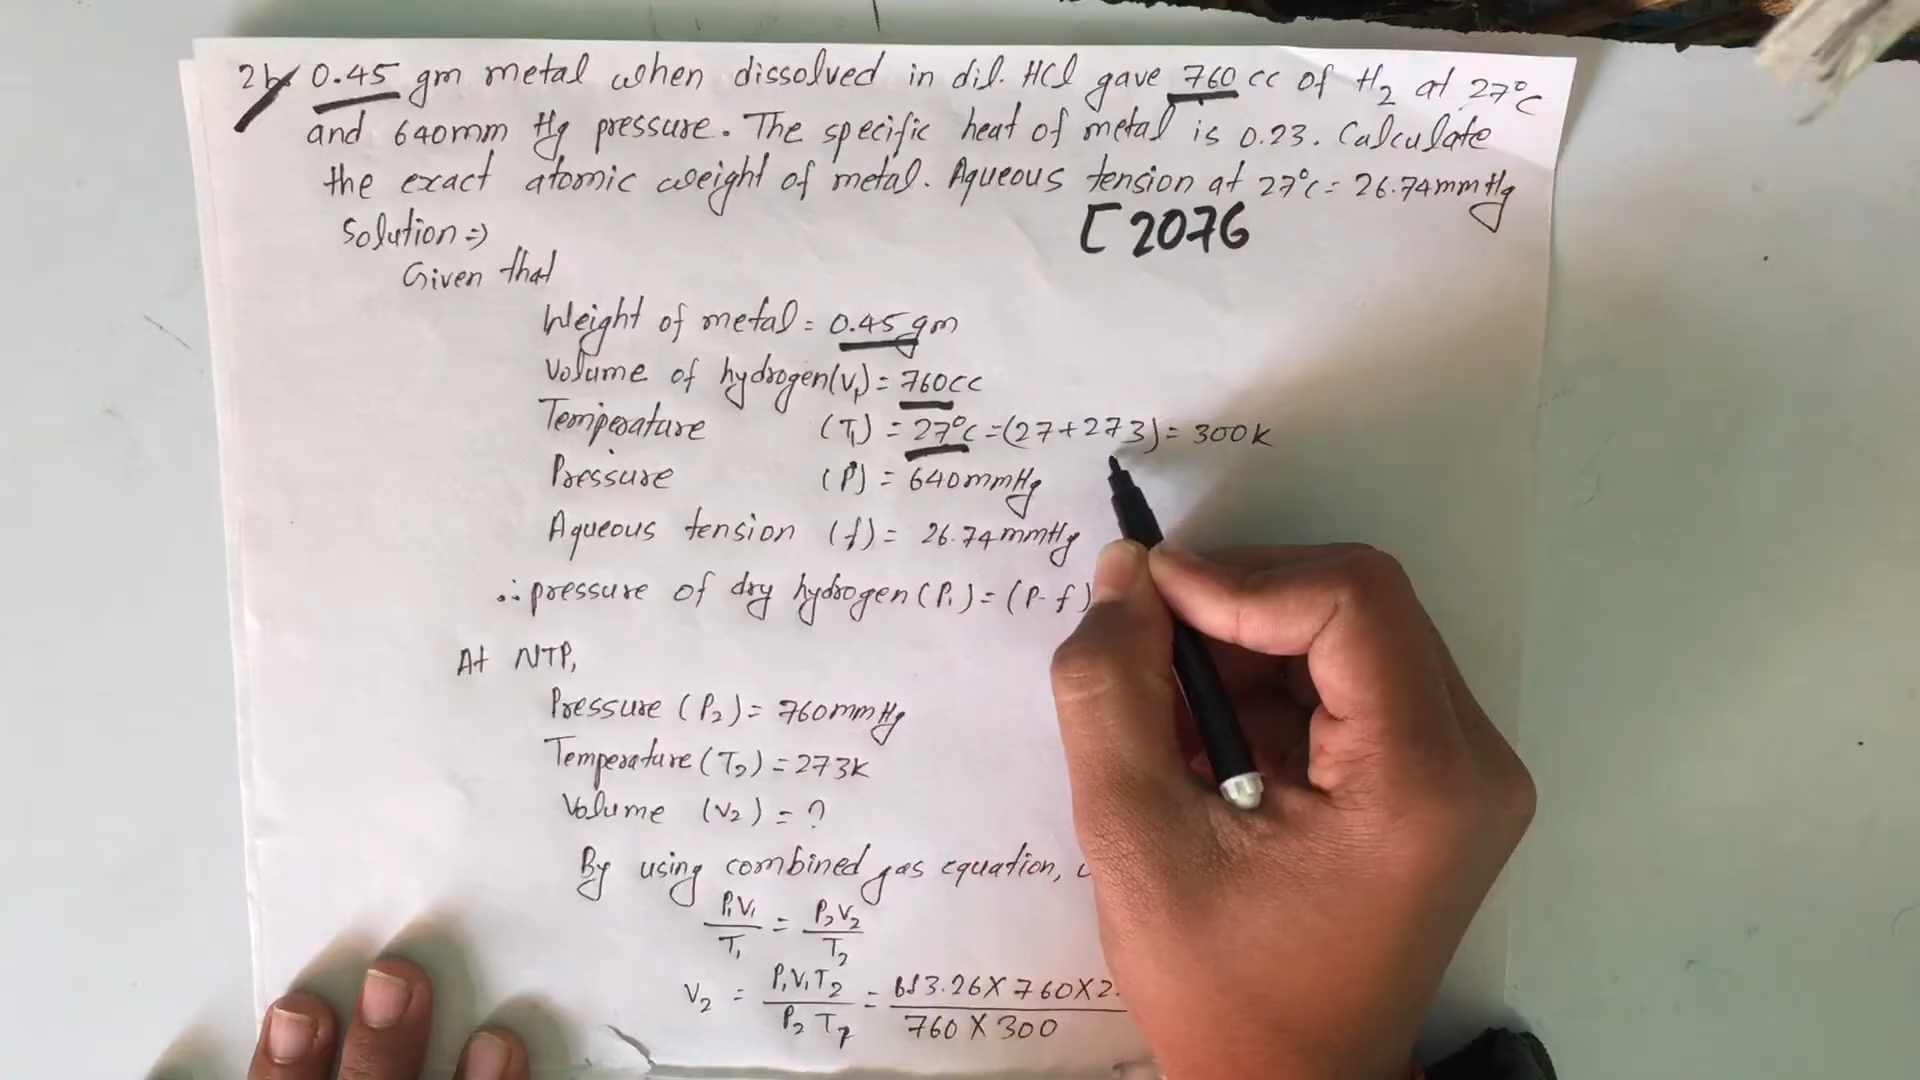 2b 0.45 gm metal when dissolved in dil. HCl gave 760 cc of H2 at 27°C
and 640mm Hg pressure. The specific heat of metal is 0.23. Calculate
the exact atomic weight of metal. Aqueous tension at 27°C = 26.74mmHg
[2076
Solution =>
Given that
Weight of metal = 0.45 gm
Volume of hydrogen (V1) = 760cc
Temperature (T1) = 27°C = (27+273) = 300K
Pressure (P) = 640mmHg
Aqueous tension (f) = 26.74mmHg
∴ pressure of dry hydrogen (P1) = (P-f)
At NTP,
Pressure (P2) = 760mmHg
Temperature (T2) = 273K
Volume (V2) = ?
By using combined gas equation,
P1V1/T1 = P2V2/T2
V2 = P1V1T2/P2T1 = 613.26 X 760 X 2/760 X 300